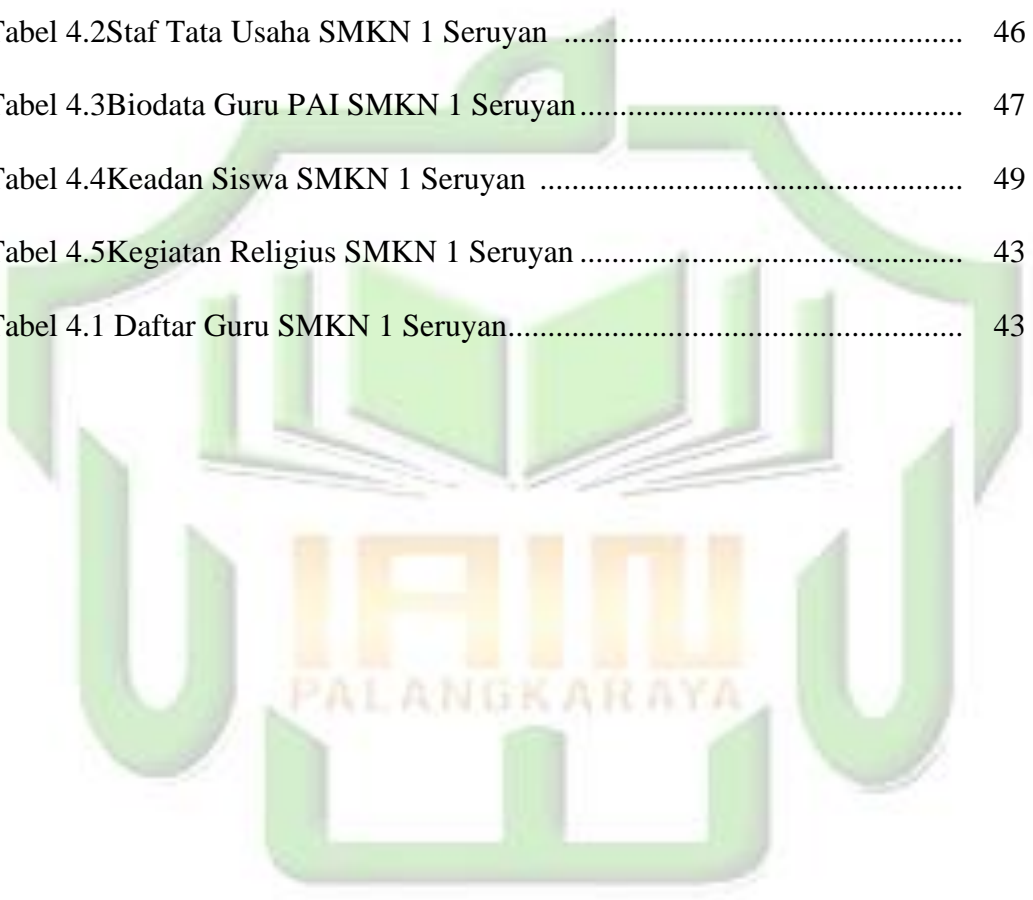 Tabel 4.2Staf Tata Usaha SMKN 1 Seruyan ................................................ 46
Tabel 4.3Biodata Guru PAI SMKN 1 Seruyan.............................................. 47
Tabel 4.4Keadan Siswa SMKN 1 Seruyan ................................................... 49
Tabel 4.5Kegiatan Religius SMKN 1 Seruyan .............................................. 43
Tabel 4.1 Daftar Guru SMKN 1 Seruyan....................................................... 43
IAIN
PALANGKARAYA